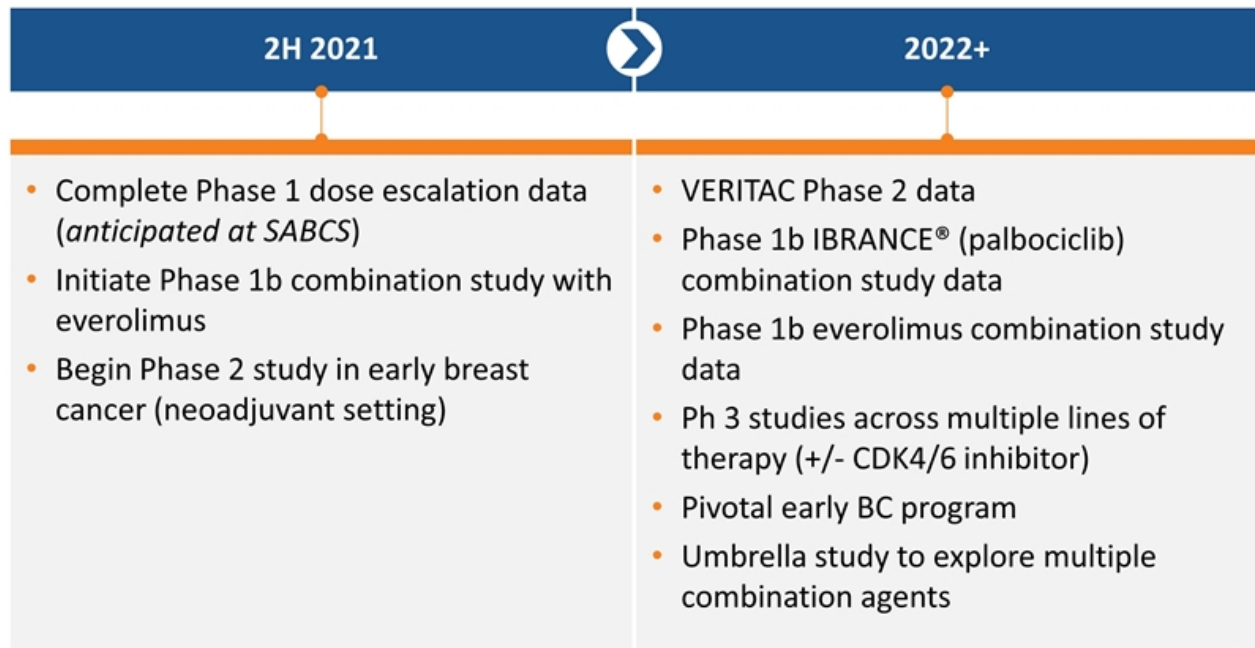 2H 2021
2022+
• Complete Phase 1 dose escalation data
(anticipated at SABCS)
• Initiate Phase 1b combination study with
everolimus
• Begin Phase 2 study in early breast
cancer (neoadjuvant setting)
• VERITAC Phase 2 data
• Phase 1b IBRANCE® (palbociclib)
combination study data
• Phase 1b everolimus combination study
data
• Ph 3 studies across multiple lines of
therapy (+/- CDK4/6 inhibitor)
• Pivotal early BC program
• Umbrella study to explore multiple
combination agents